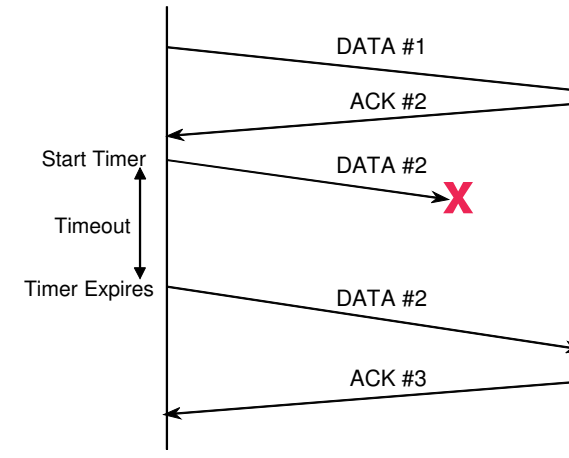 DATA #1
ACK #2
Start Timer
DATA #2
X
Timeout
Timer Expires
DATA #2
ACK #3